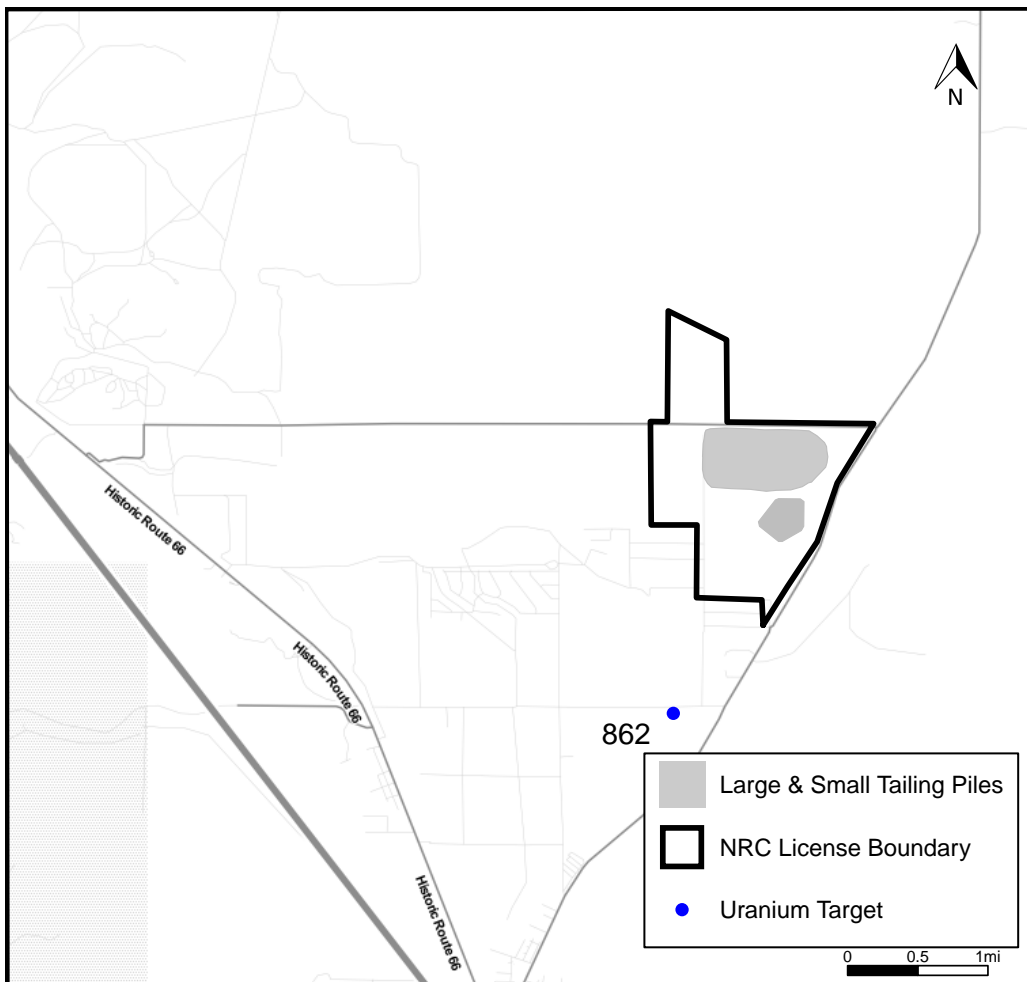 N
Historic Route 66
Historic Route 66
862
Large & Small Tailing Piles
NRC License Boundary
Uranium Target
Historic Route 66
0 0.5 1mi